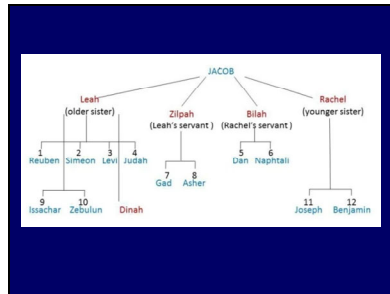 JACOB
Leah
(older sister)
Zilpah
(Leah's servant )
Bilah
(Rachel's servant )
Rachel
(younger sister)
1 2 3 4
Reuben Simeon Levi Judah
5 6
Dan Naphtali
7 8
Gad Asher
9 10
Issachar Zebulun Dinah
11 12
Joseph Benjamin